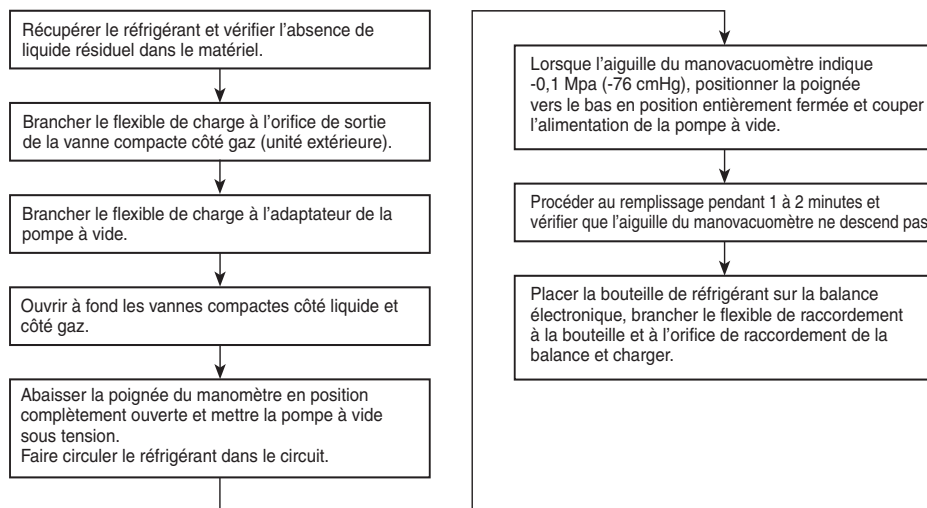 Récupérer le réfrigérant et vérifier l'absence de
liquide résiduel dans le matériel.
Brancher le flexible de charge à l'orifice de sortie
de la vanne compacte côté gaz (unité extérieure).
Brancher le flexible de charge à l'adaptateur de la
pompe à vide.
Ouvrir à fond les vannes compactes côté liquide et
côté gaz.
Abaisser la poignée du manomètre en position
complètement ouverte et mettre la pompe à vide
sous tension.
Faire circuler le réfrigérant dans le circuit.
Lorsque l'aiguille du manovacuomètre indique
-0,1 Mpa (-76 cmHg), positionner la poignée
vers le bas en position entièrement fermée et couper
l'alimentation de la pompe à vide.
Procéder au remplissage pendant 1 à 2 minutes et
vérifier que l'aiguille du manovacuomètre ne descend pas
Placer la bouteille de réfrigérant sur la balance
électronique, brancher le flexible de raccordement
à la bouteille et à l'orifice de raccordement de la
balance et charger.